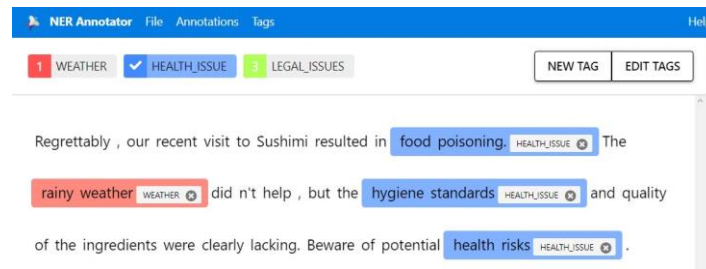 NER Annotator File Annotations Tags Hel
1 WEATHER HEALTH_ISSUE 3 LEGAL_ISSUES NEW TAG EDIT TAGS
Regrettably , our recent visit to Sushimi resulted in food poisoning. HEALTH_ISSUE The
rainy weather WEATHER did n't help , but the hygiene standards HEALTH_ISSUE and quality
of the ingredients were clearly lacking. Beware of potential health risks HEALTH_ISSUE .